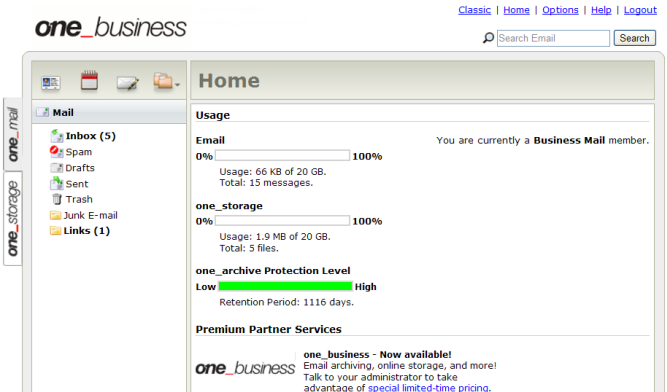 Classic | Home | Options | Help | Logout
one_business
Search Email
Search
Home
one_mail
one_storage
Mail
Inbox (5)
Spam
Drafts
Sent
Trash
Junk E-mail
Links (1)
Usage
Email
You are currently a Business Mail member.
0% 100%
Usage: 66 KB of 20 GB.
Total: 15 messages.
one_storage
0% 100%
Usage: 1.9 MB of 20 GB.
Total: 5 files.
one_archive Protection Level
Low High
Retention Period: 1116 days.
Premium Partner Services
one_business
one_business - Now available!
Email archiving, online storage, and more!
Talk to your administrator to take
advantage of special limited-time pricing.